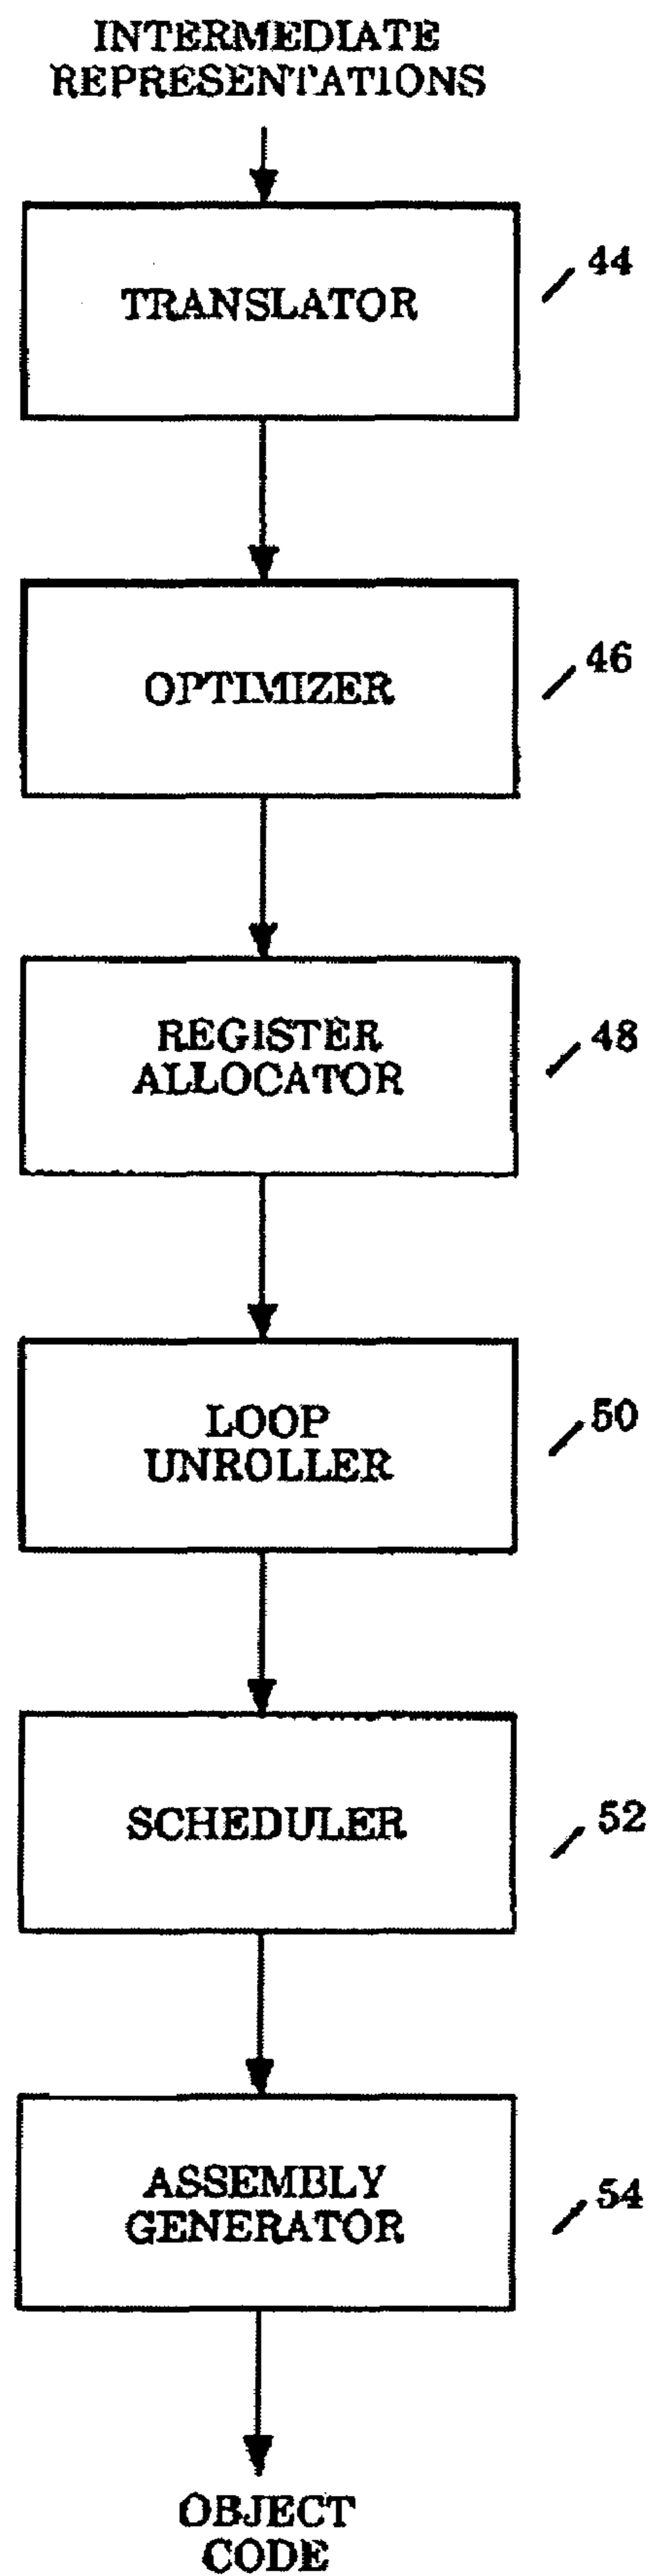 INTERMEDIATE
REPRESENTATIONS
TRANSLATOR
44
OPTIMIZER
46
REGISTER
ALLOCATOR
48
LOOP
UNROLLER
50
SCHEDULER
52
ASSEMBLY
GENERATOR
54
OBJECT
CODE